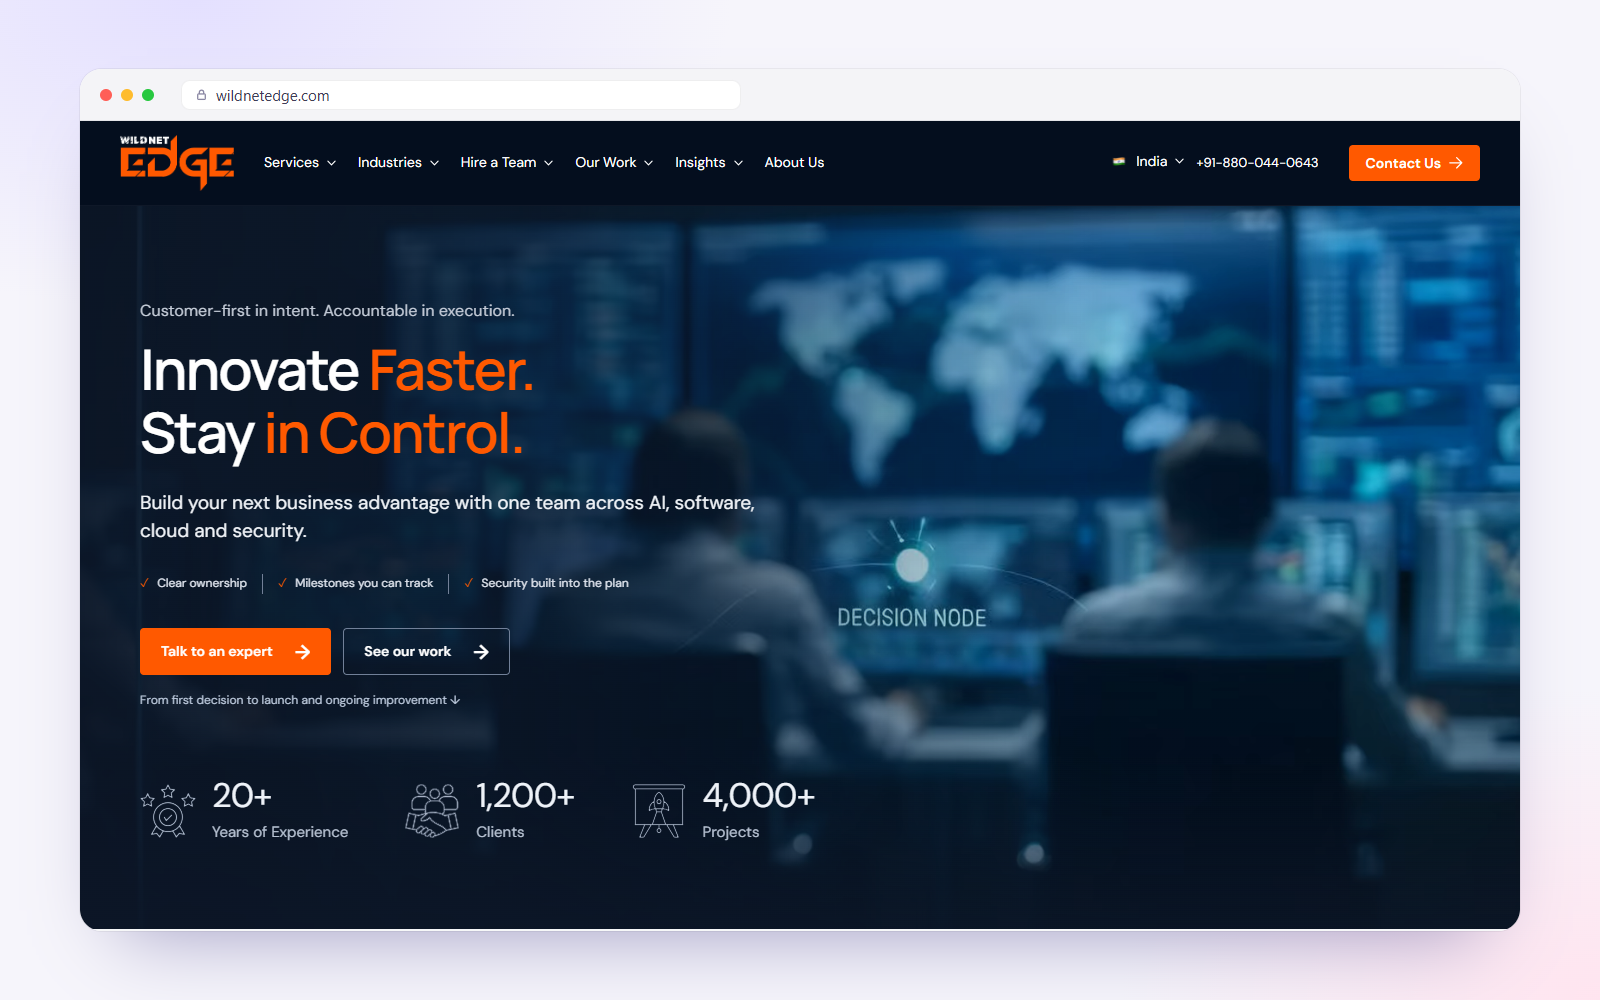 wildnetedge.com
WILDNET
EDGE
Services
Industries
Hire a Team
Our Work
Insights
About Us
India
+91-880-044-0643
Contact Us
Customer-first in intent. Accountable in execution.
Innovate Faster.
Stay in Control.
Build your next business advantage with one team across AI, software,
cloud and security.
Clear ownership
Milestones you can track
Security built into the plan
DECISION NODE
Talk to an expert
See our work
From first decision to launch and ongoing improvement
20+
Years of Experience
1,200+
Clients
4,000+
Projects